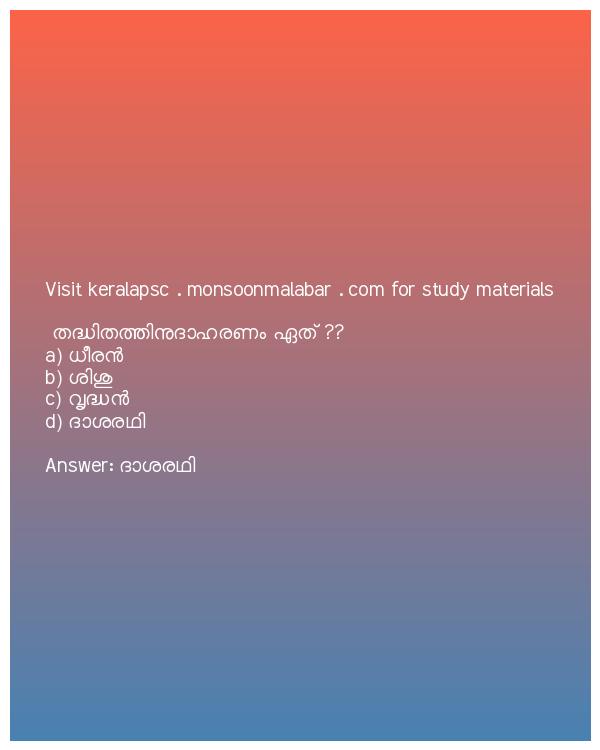 Visit keralapsc . monsoonmalabar . com for study materials
തദ്ധിതത്തിനുദാഹരണം ഏത് ??
a) ധീരൻ
b) ശിശു
c) വൃദ്ധൻ
d) ദാശരഥി
Answer: ദാശരഥി